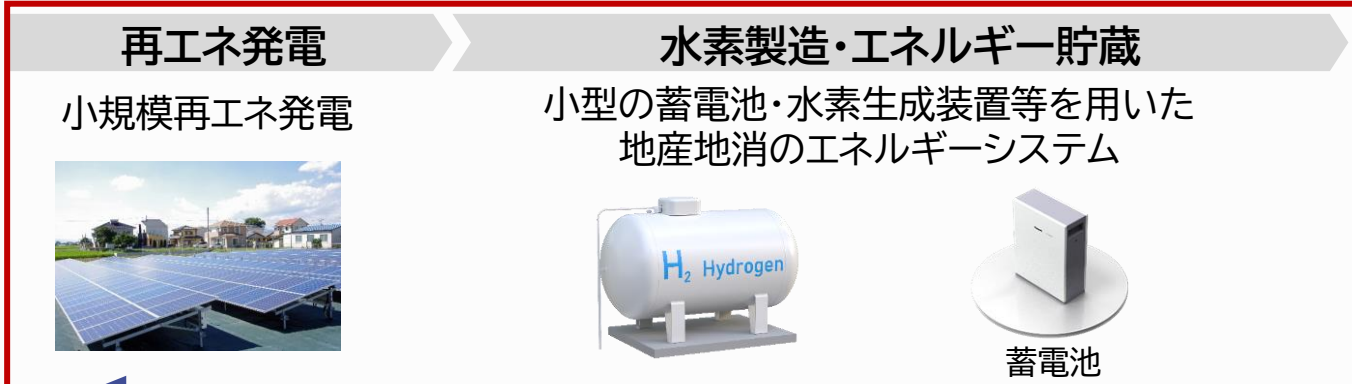 再エネ発電
水素製造・エネルギー貯蔵
小規模再エネ発電
小型の蓄電池・水素生成装置等を用いた
地産地消のエネルギーシステム
H₂ Hydrogen
蓄電池